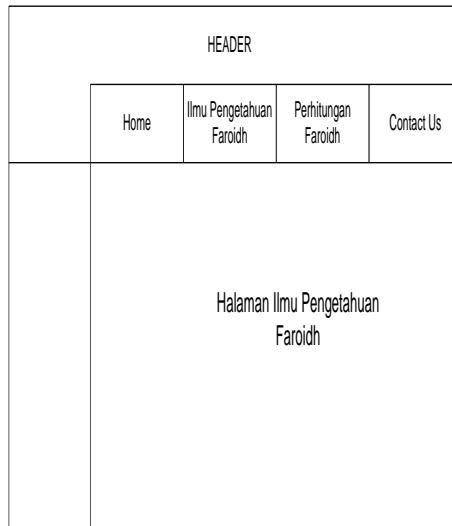 HEADER
Home
Ilmu Pengetahuan
Faroidh
Perhitungan
Faroidh
Contact Us
Halaman Ilmu Pengetahuan
Faroidh